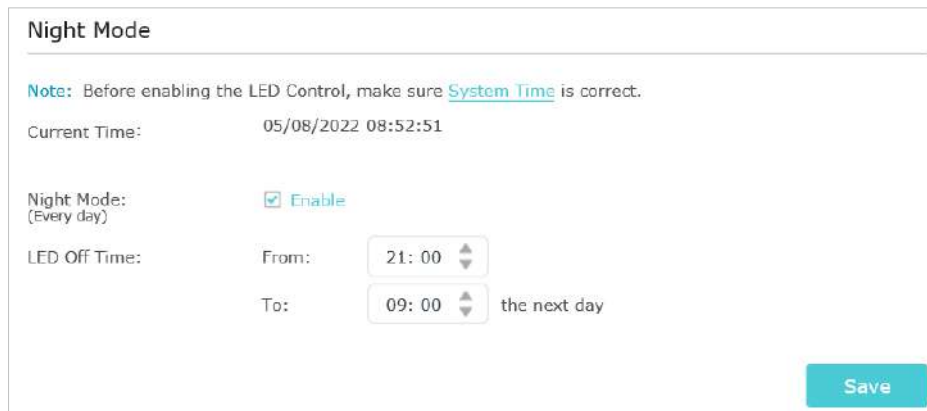 Night Mode
Note: Before enabling the LED Control, make sure System Time is correct.
Current Time: 05/08/2022 08:52:51
Night Mode: Enable
(Every day)
LED Off Time: From: 21: 00
To: 09: 00 the next day
Save